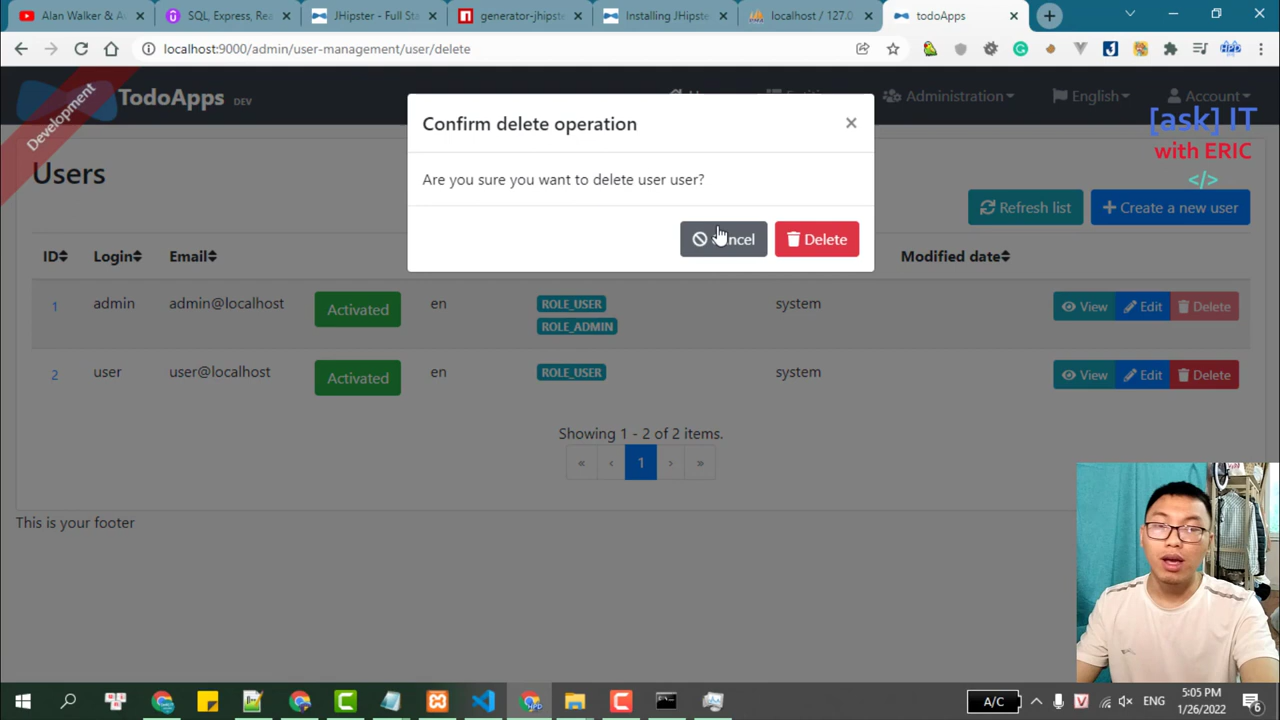 Alan Walker & A
SQL, Express, Rea
JHipster - Full Sta
generator-jhipste
Installing JHipste
localhost / 127.0.
todoApps
localhost:9000/admin/user-management/user/delete
Development
TodoApps DEV
Administration
English
Account
[ask] IT
with ERIC
</>
Confirm delete operation
×
Are you sure you want to delete user user?
Delete
Users
Refresh list
+ Create a new user
ID Login Email Modified date
1 admin admin@localhost Activated en ROLE_USER system View Edit Delete
ROLE_ADMIN
2 user user@localhost Activated en ROLE_USER system View Edit Delete
Showing 1 - 2 of 2 items.
« ‹ 1 › »
This is your footer
A/C
V
ENG
5:05 PM
1/26/2022
6